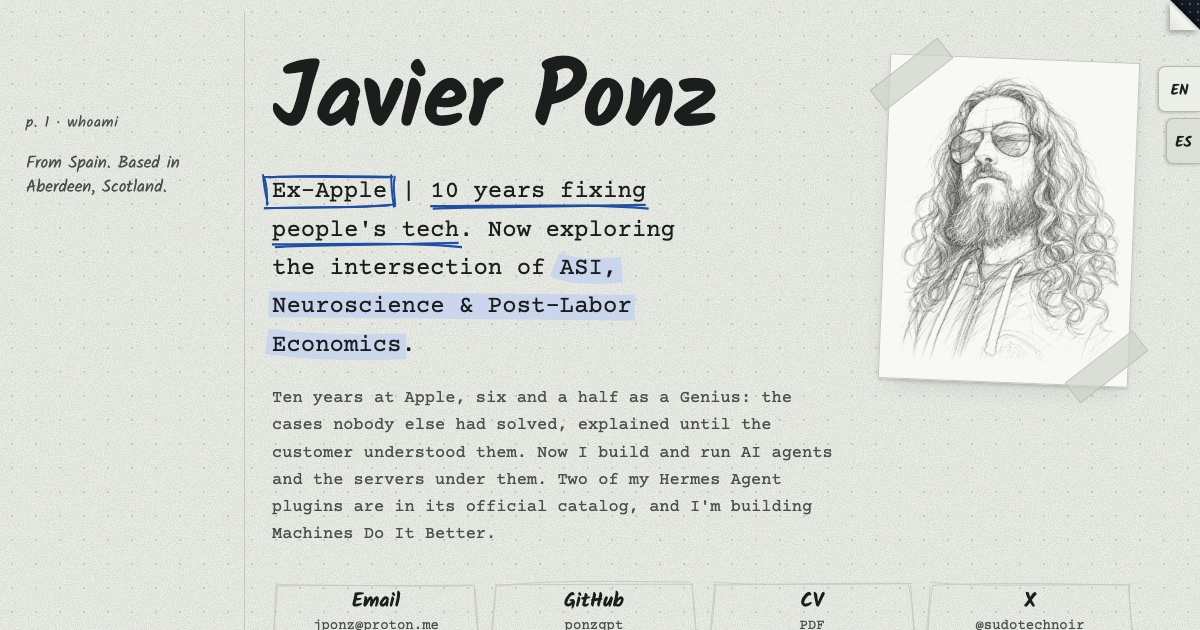 Javier Ponz
EN
p. 1 · whoami
ES
From Spain. Based in
Aberdeen, Scotland.
Ex-Apple | 10 years fixing
people's tech. Now exploring
the intersection of ASI,
Neuroscience & Post-Labor
Economics.
Ten years at Apple, six and a half as a Genius: the
cases nobody else had solved, explained until the
customer understood them. Now I build and run AI agents
and the servers under them. Two of my Hermes Agent
plugins are in its official catalog, and I'm building
Machines Do It Better.
Email
jponz@proton.me
GitHub
ponzgpt
CV
PDF
X
@sudotechnoir